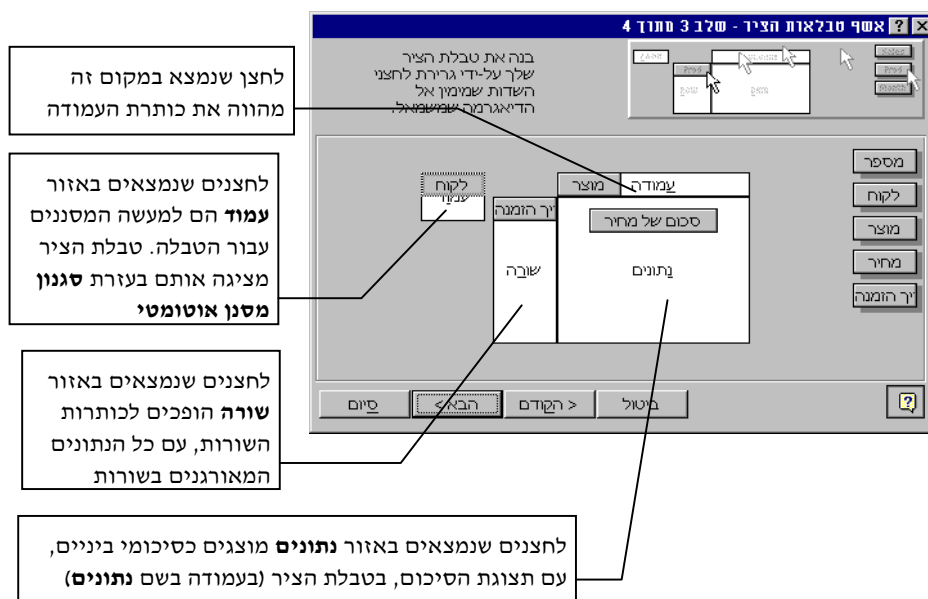 אשף טבלאות הציר - שלב 3 מתוך 4
בנה את טבלת הציר
שלך על-ידי גרירת לחצני
השדות שמימין אל
הדיאגרמה שמשמאל.
לחצן שנמצא במקום זה
מהווה את כותרת העמודה
לחצנים שנמצאים באזור
עמוד הם למעשה המסננים
עבור הטבלה. טבלת הציר
מציגה אותם בעזרת סגנון
מסנן אוטומטי
לחצנים שנמצאים באזור
שורה הופכים לכותרות
השורות, עם כל הנתונים
המאורגנים בשורות
לחצנים שנמצאים באזור נתונים מוצגים כסיכומי ביניים,
עם תצוגת הסיכום, בטבלת הציר (בעמודה בשם נתונים)
מספר
לקוח
מוצר
מחיר
יך הזמנה
עמודה
מוצר
לקוח
עמוד
יך הזמנה
סכום של מחיר
שורה
נתונים
ביטול
< הקודם
הבא >
סיום